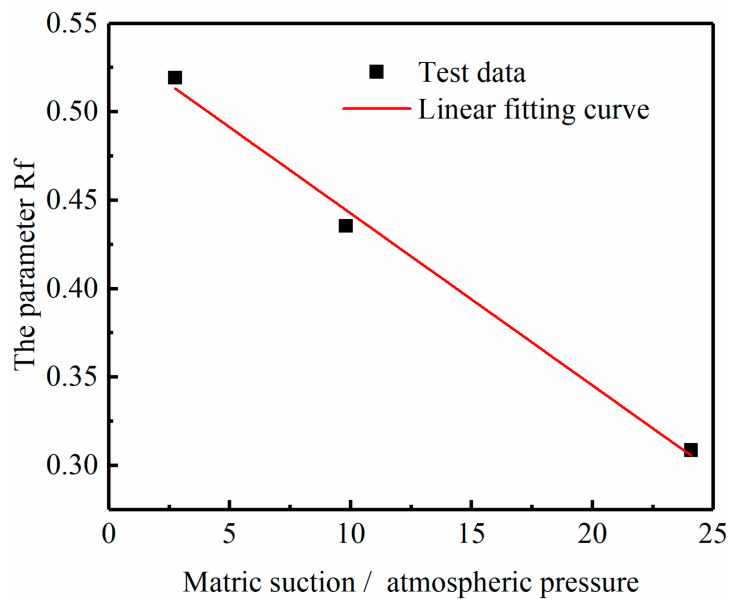 0.55
0.50
0.45
0.40
0.35
0.30
The parameter Rf
Test data
Linear fitting curve
0 5 10 15 20 25
Matric suction / atmospheric pressure